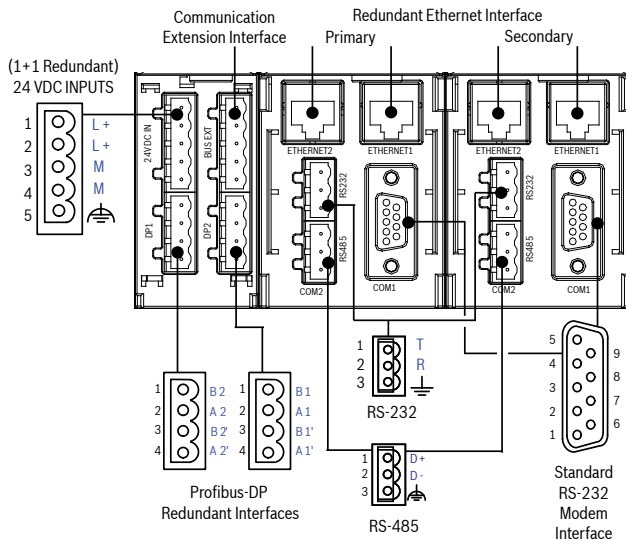 Communication
Extension Interface
Redundant Ethernet Interface
Primary
Secondary
(1+1 Redundant)
24 VDC INPUTS
1 L +
2 L +
3 M
4 M
5
24VDC IN
BUS EXT
DP1
DP2
ETHERNET2
ETHERNET1
RS232
RS485
COM2
COM1
ETHERNET2
ETHERNET1
RS232
RS485
COM2
COM1
1 T
2 R
3
RS-232
1 B 2
2 A 2
3 B 2'
4 A 2'
1 B 1
2 A 1
3 B 1'
4 A 1'
Profibus-DP
Redundant Interfaces
1 D +
2 D -
3
RS-485
5
4
3
2
1
9
8
7
6
Standard
RS-232
Modem
Interface